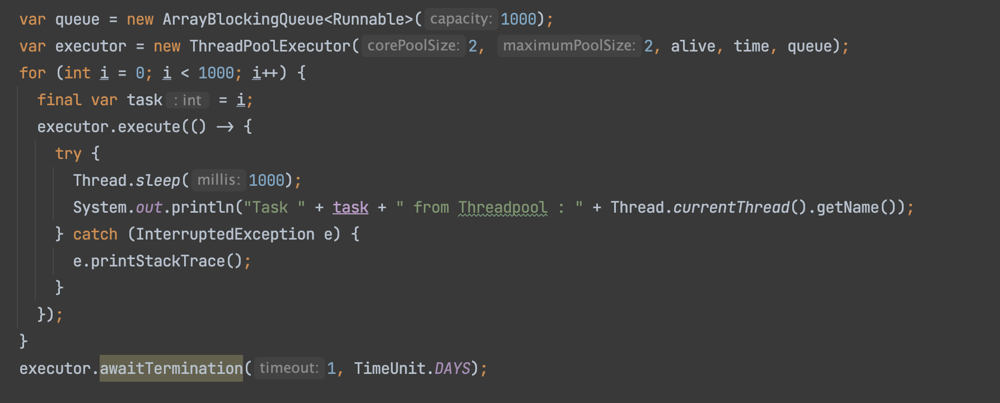 var queue = new ArrayBlockingQueue<Runnable>( capacity: 1000);
var executor = new ThreadPoolExecutor( corePoolSize: 2, maximumPoolSize: 2, alive, time, queue);
for (int i = 0; i < 1000; i++) {
final var task : int = i;
executor.execute(() -> {
try {
Thread.sleep( millis: 1000);
System.out.println("Task " + task + " from Threadpool : " + Thread.currentThread().getName());
} catch (InterruptedException e) {
e.printStackTrace();
}
});
}
executor.awaitTermination( timeout: 1, TimeUnit.DAYS);